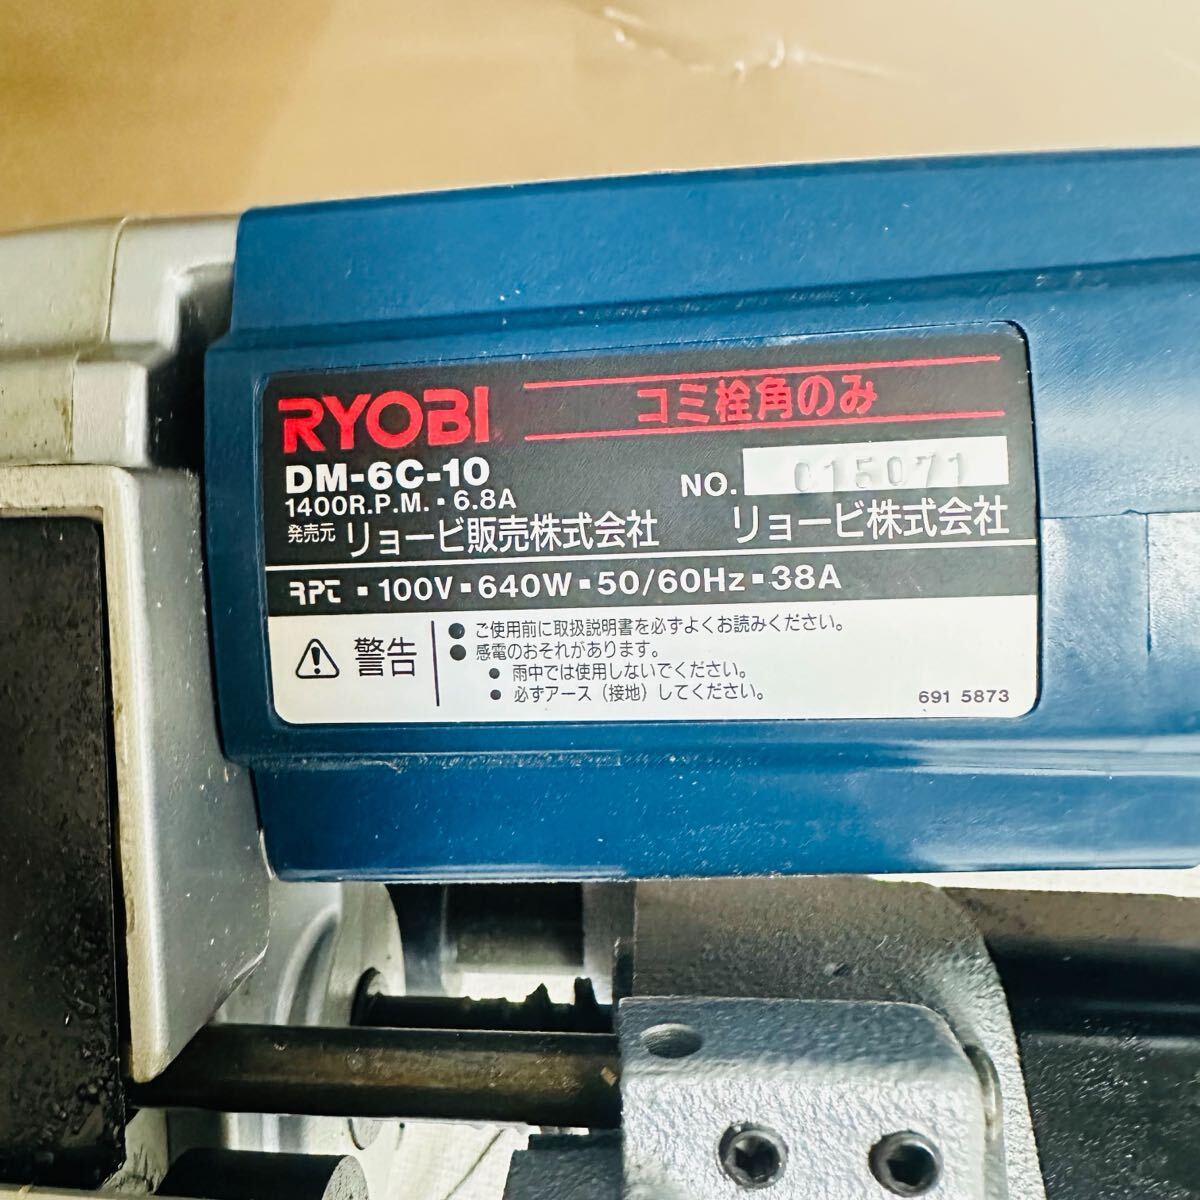 RYOBI コミ栓角のみ
DM-6C-10
1400R.P.M.・6.8A
NO. C15071
発売元 リョービ販売株式会社 リョービ株式会社
RPT ▪ 100V ▪ 640W ▪ 50/60Hz ▪ 38A
警告
● ご使用前に取扱説明書を必ずよくお読みください。
● 感電のおそれがあります。
● 雨中では使用しないでください。
● 必ずアース（接地）してください。
691 5873